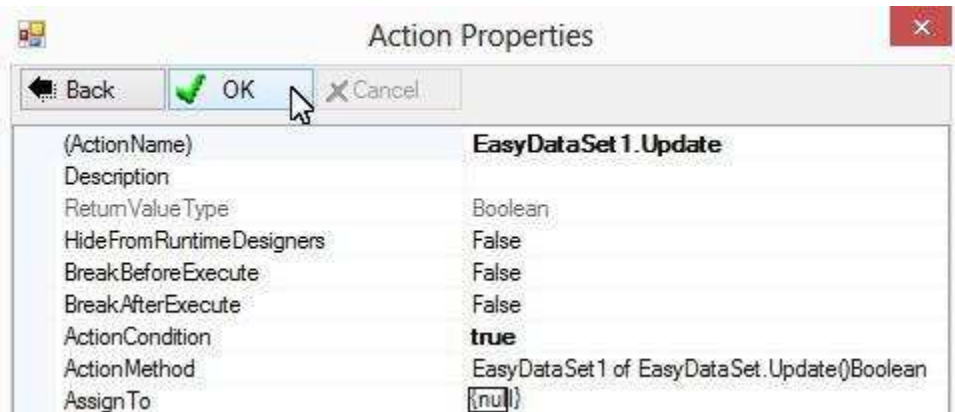 Action Properties
Back OK Cancel
(ActionName) EasyDataSet1.Update
Description
ReturnValueType Boolean
HideFromRuntimeDesigners False
BreakBeforeExecute False
BreakAfterExecute False
ActionCondition true
ActionMethod EasyDataSet1 of EasyDataSet.Update()Boolean
AssignTo {null}